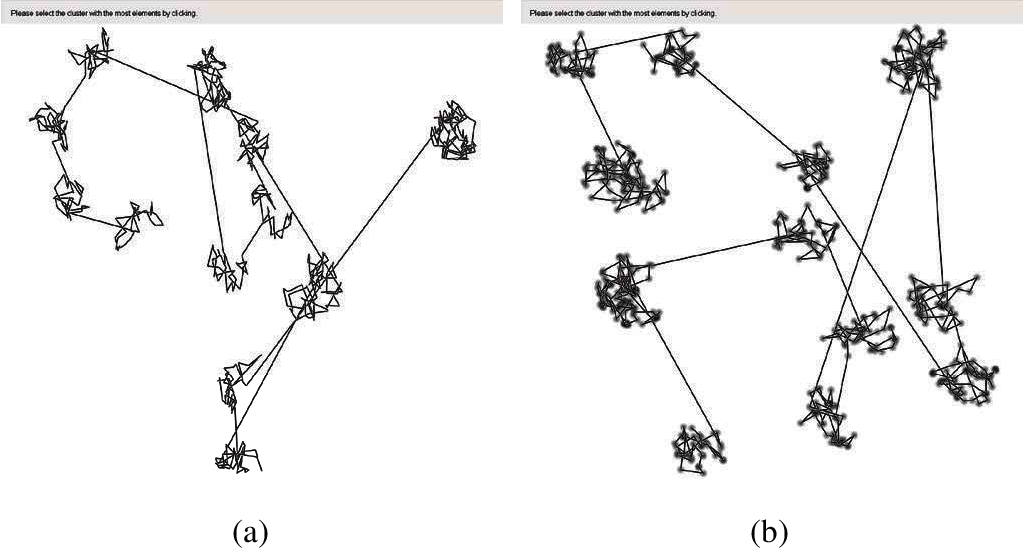 Please select the cluster with the most elements by clicking.
Please select the cluster with the most elements by clicking.
(a)
(b)